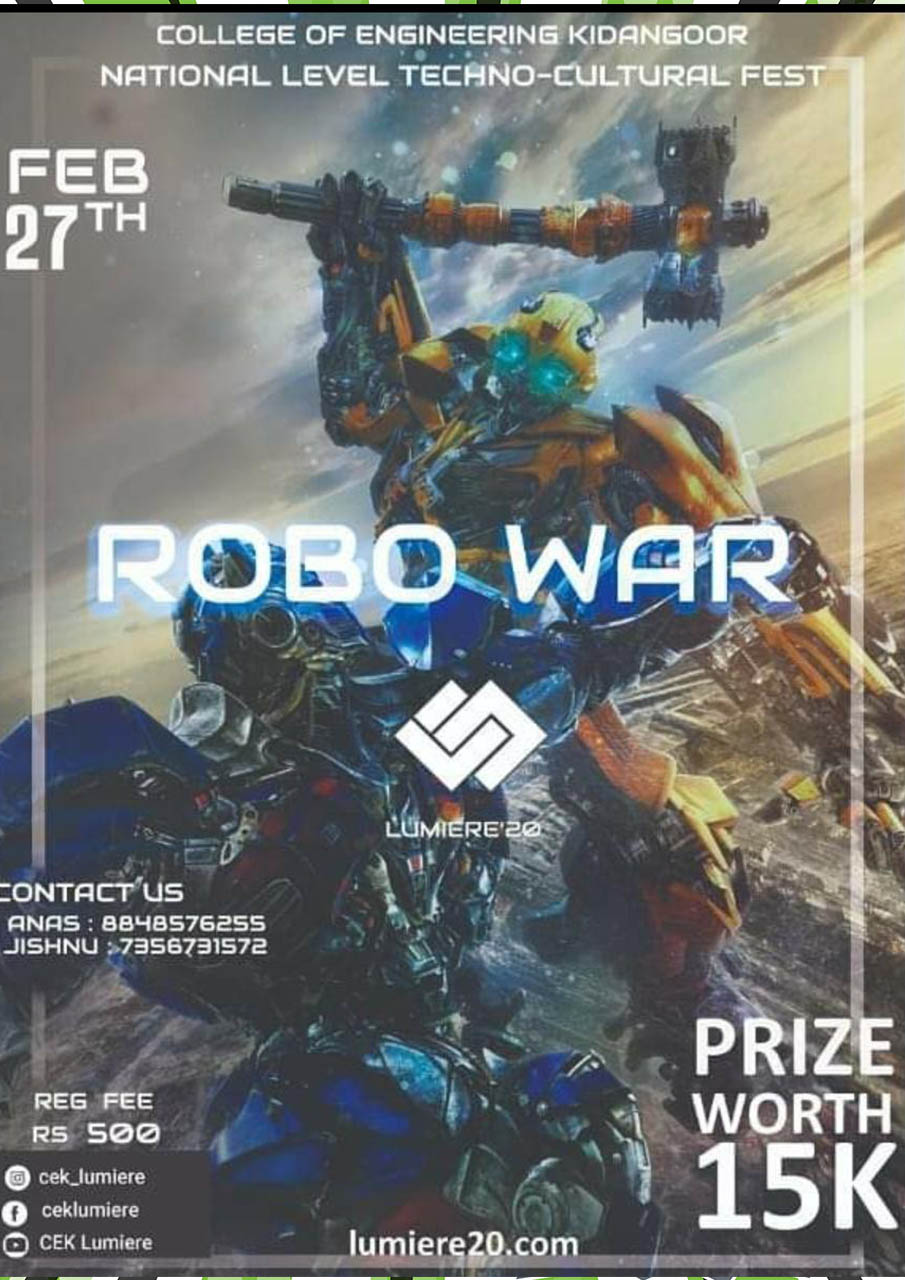 COLLEGE OF ENGINEERING KIDANGOOR
NATIONAL LEVEL TECHNO-CULTURAL FEST
FEB
27TH
ROBO WAR
LUMIERE'20
CONTACT US
ANAS : 8848576255
JISHNU : 7356731572
PRIZE
WORTH
15K
REG FEE
RS 500
cek_lumiere
ceklumiere
CEK Lumiere
lumiere20.com